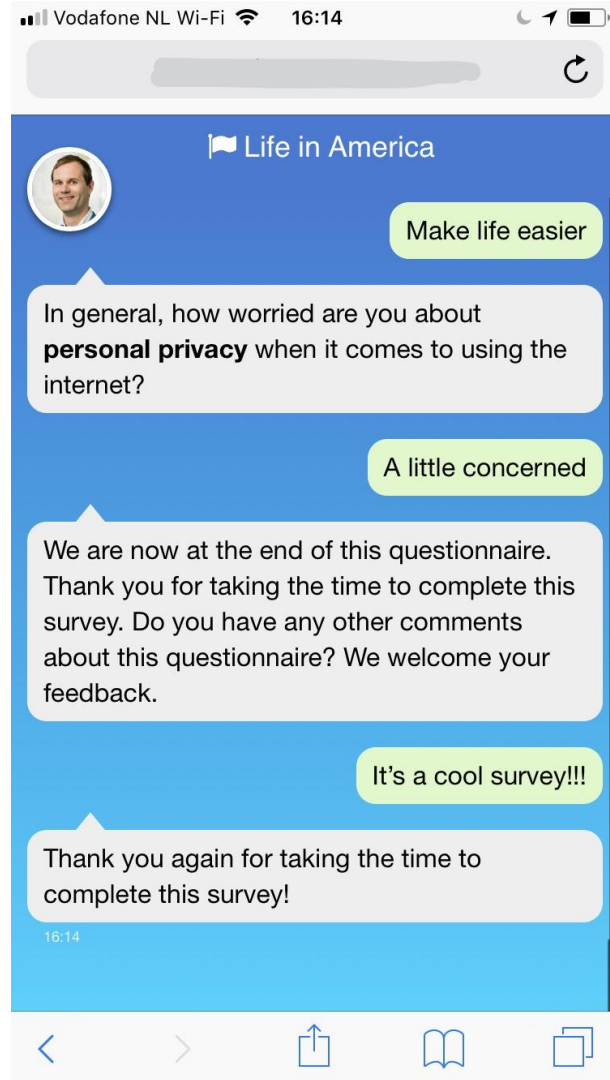 Vodafone NL Wi-Fi 16:14
Life in America
Make life easier
In general, how worried are you about
personal privacy when it comes to using the
internet?
A little concerned
We are now at the end of this questionnaire.
Thank you for taking the time to complete this
survey. Do you have any other comments
about this questionnaire? We welcome your
feedback.
It's a cool survey!!!
Thank you again for taking the time to
complete this survey!
16:14